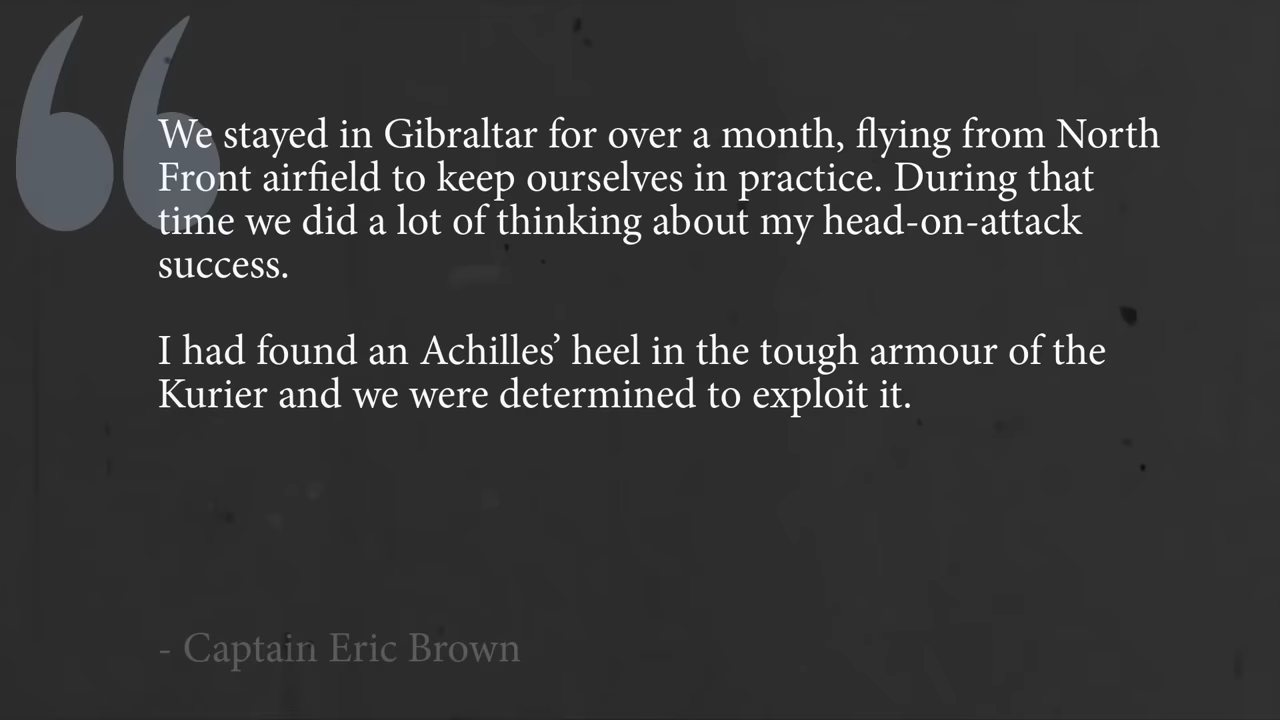 We stayed in Gibraltar for over a month, flying from North
Front airfield to keep ourselves in practice. During that
time we did a lot of thinking about my head-on-attack
success.
I had found an Achilles’ heel in the tough armour of the
Kurier and we were determined to exploit it.
- Captain Eric Brown